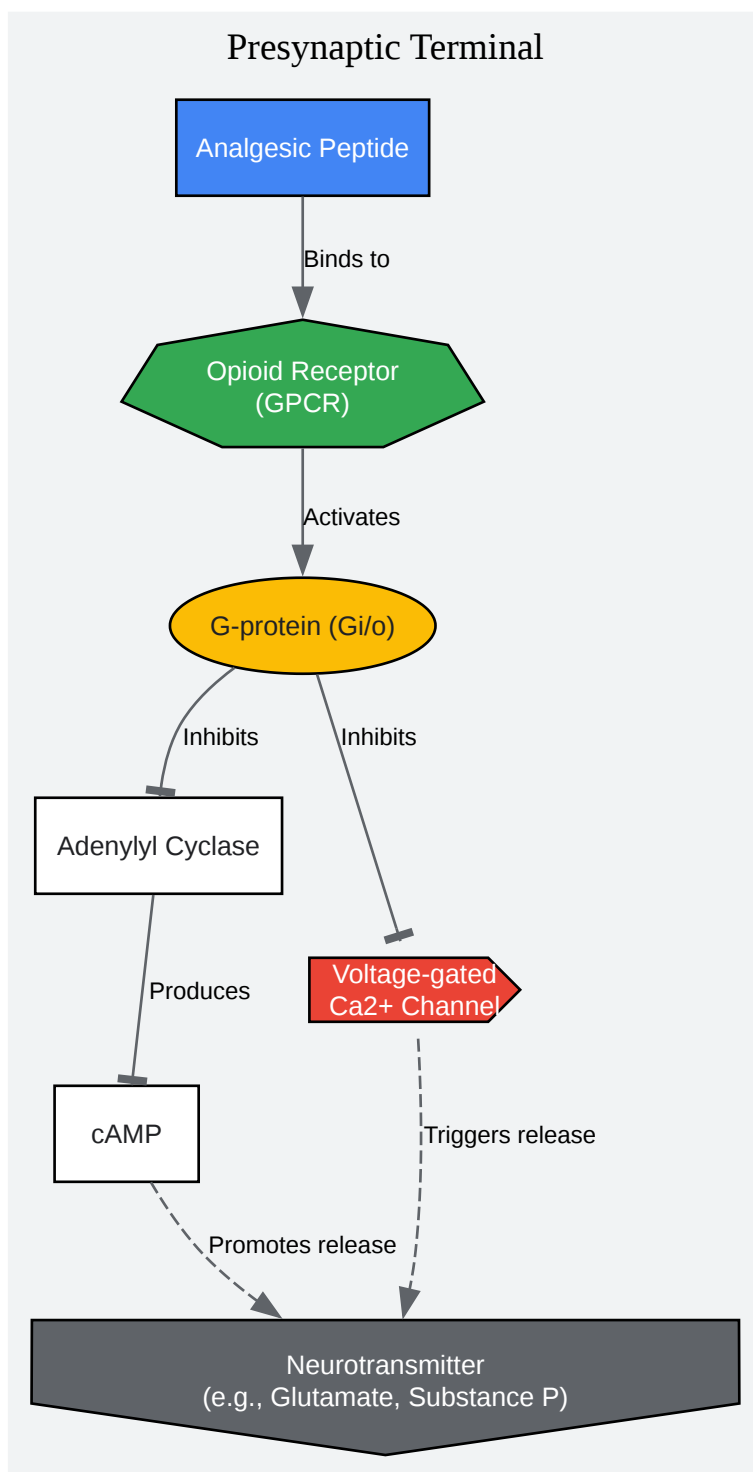 Presynaptic Terminal
Analgesic Peptide
Binds to
Opioid Receptor
(GPCR)
Activates
G-protein (Gi/o)
Inhibits
Inhibits
Adenylyl Cyclase
Voltage-gated
Ca2+ Channel
Produces
cAMP
Triggers release
Promotes release
Neurotransmitter
(e.g., Glutamate, Substance P)